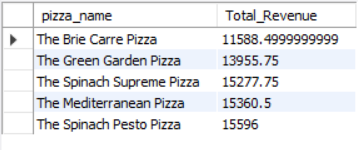 pizza_name Total_Revenue
The Brie Carre Pizza 11588.4999999999
The Green Garden Pizza 13955.75
The Spinach Supreme Pizza 15277.75
The Mediterranean Pizza 15360.5
The Spinach Pesto Pizza 15596